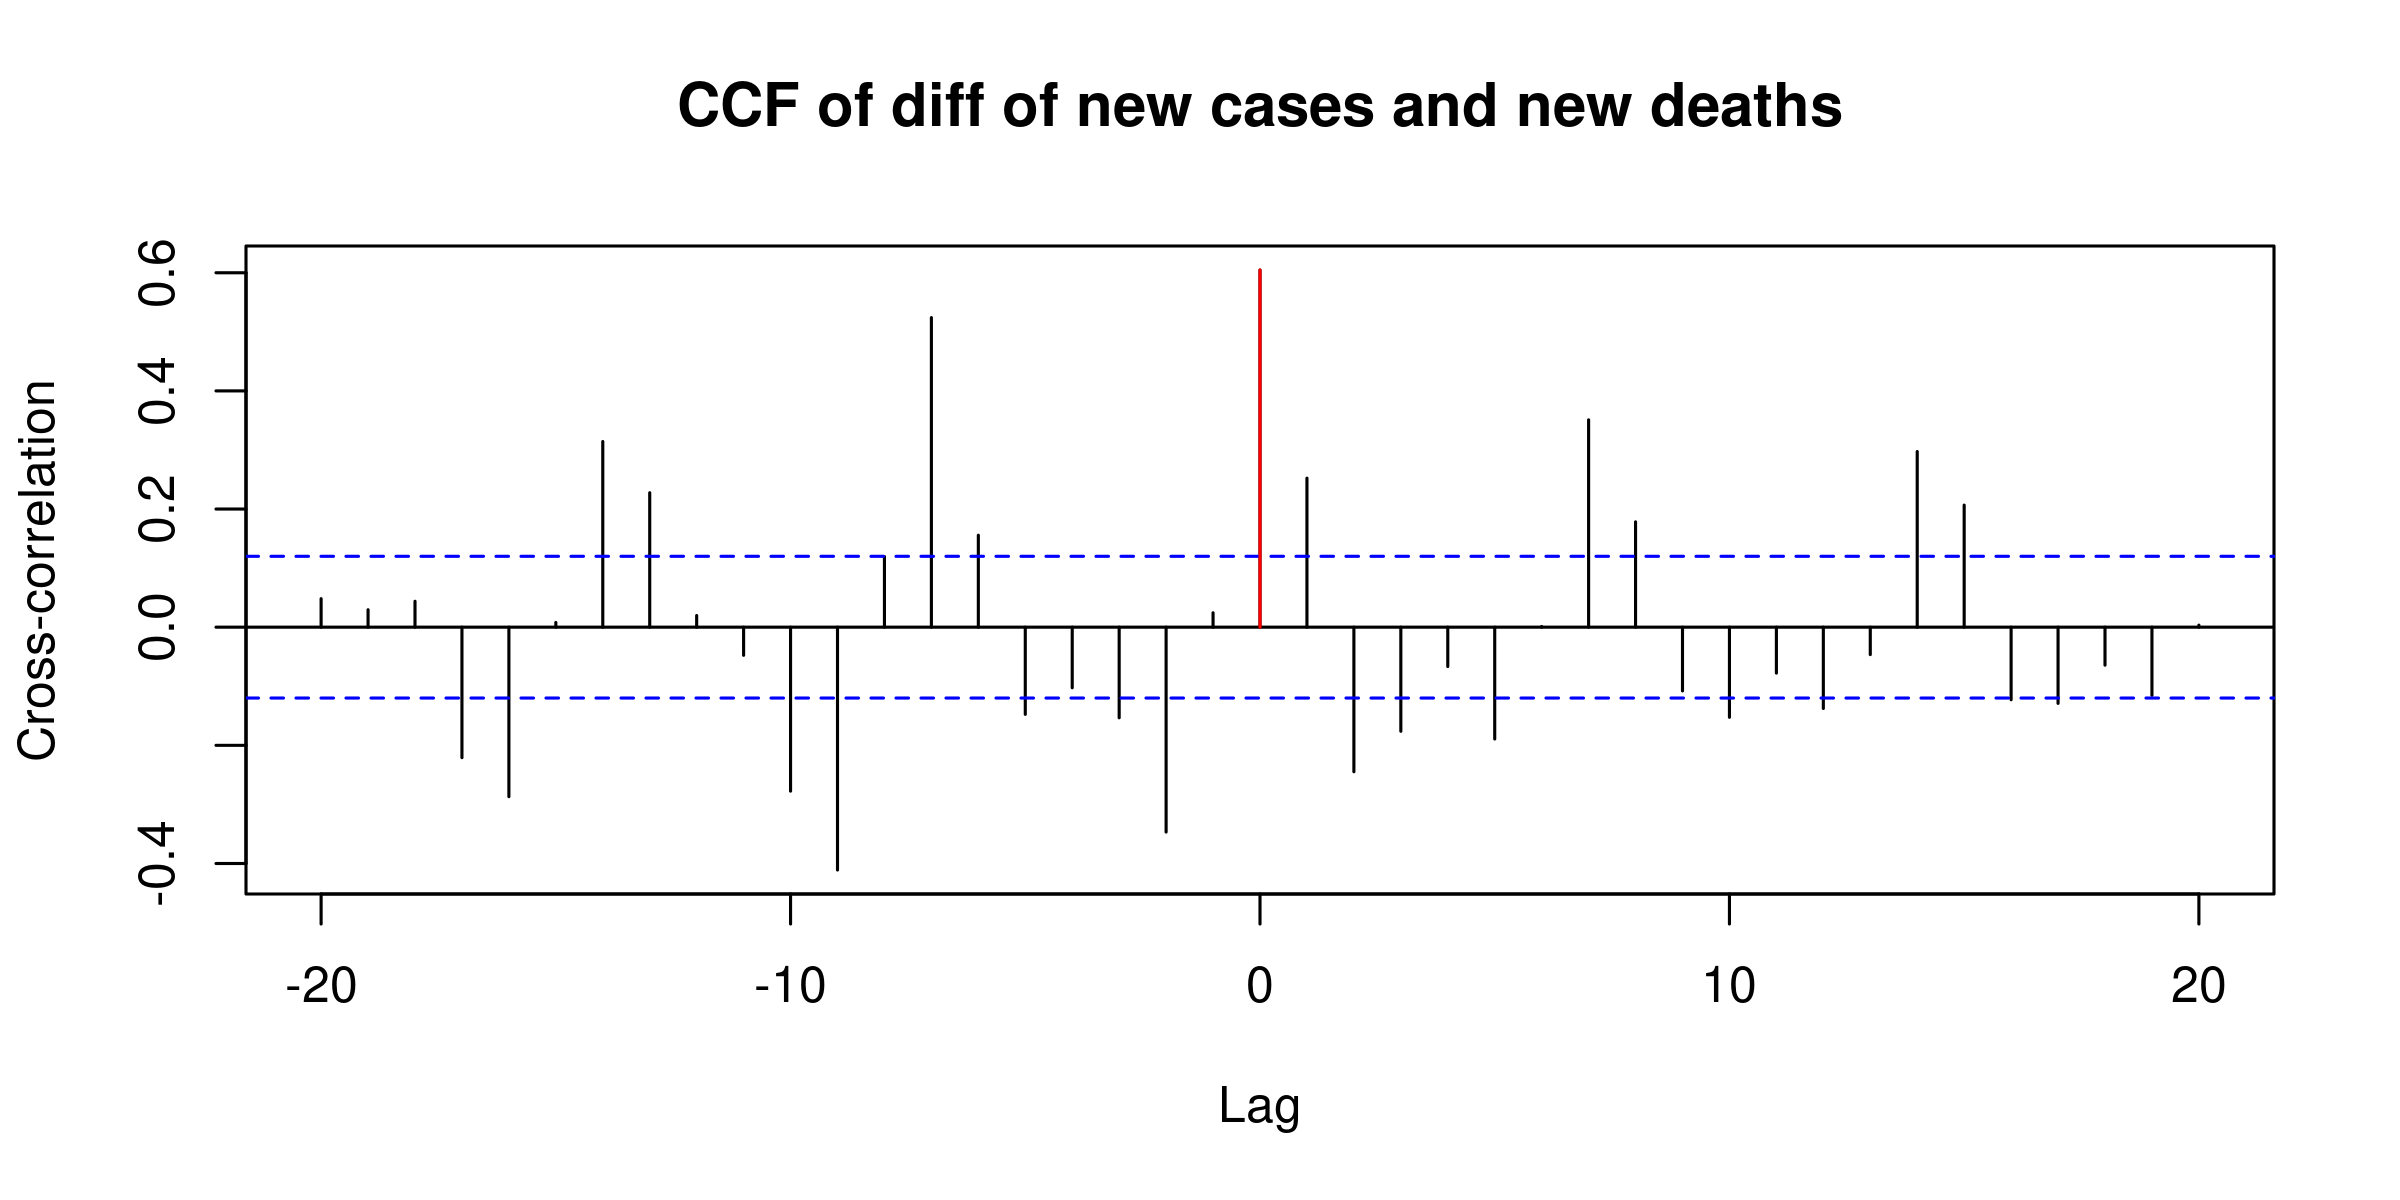 CCF of diff of new cases and new deaths
Cross-correlation
0.6
0.4
0.2
0.0
-0.4
-20 -10 0 10 20
Lag